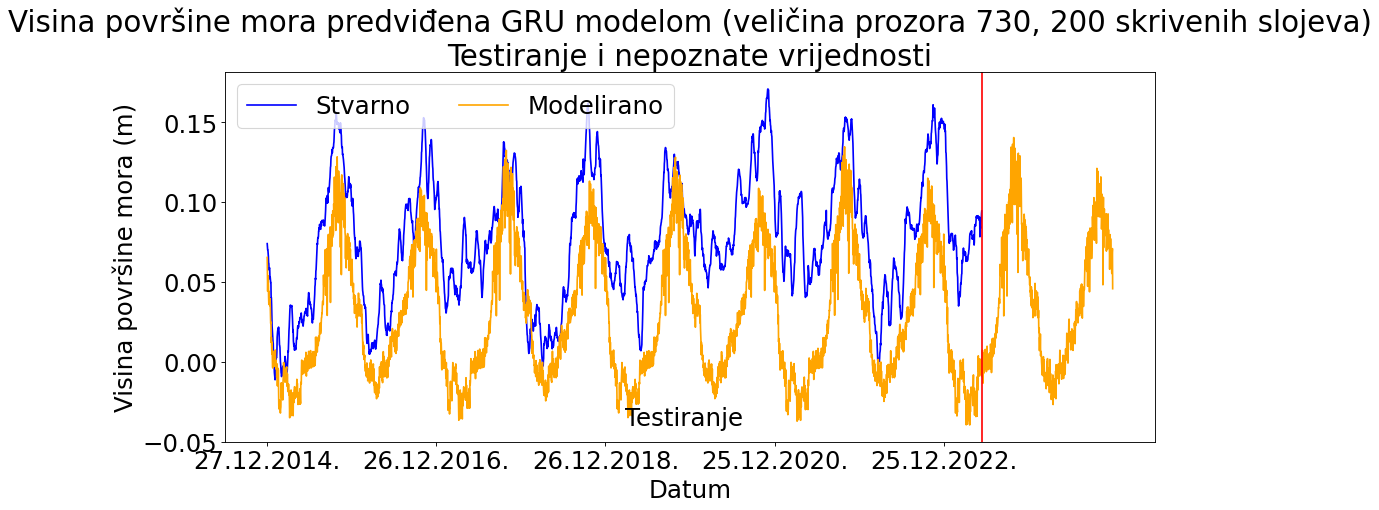 Visina površine mora predviđena GRU modelom (veličina prozora 730, 200 skrivenih slojeva)
Testiranje i nepoznate vrijednosti
Stvarno
Modelirano
Visina površine mora (m)
0.15
0.10
0.05
0.00
−0.05
Testiranje
27.12.2014.
26.12.2016.
26.12.2018.
25.12.2020.
25.12.2022.
Datum